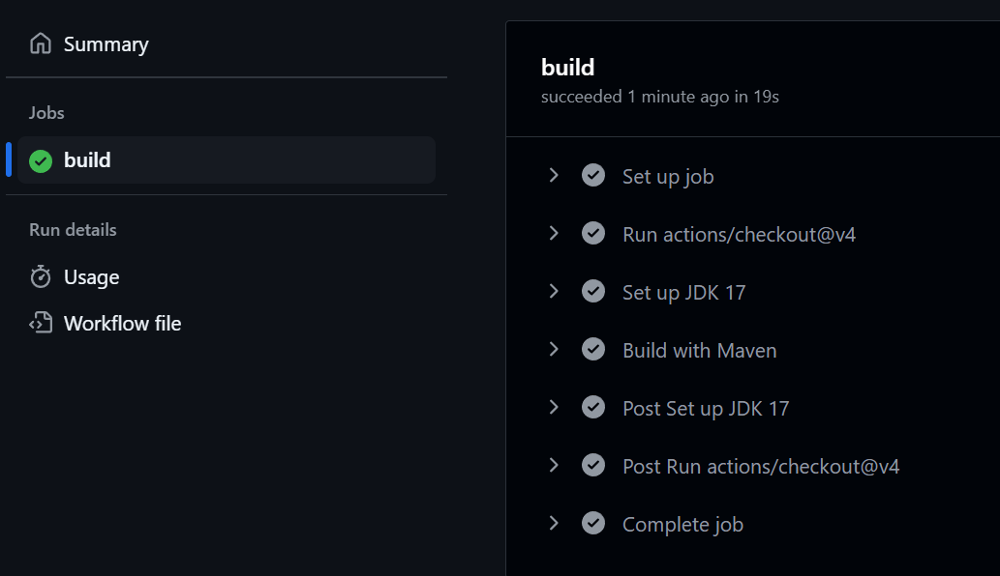 Summary
Jobs
build
Run details
Usage
Workflow file
build
succeeded 1 minute ago in 19s
Set up job
Run actions/checkout@v4
Set up JDK 17
Build with Maven
Post Set up JDK 17
Post Run actions/checkout@v4
Complete job